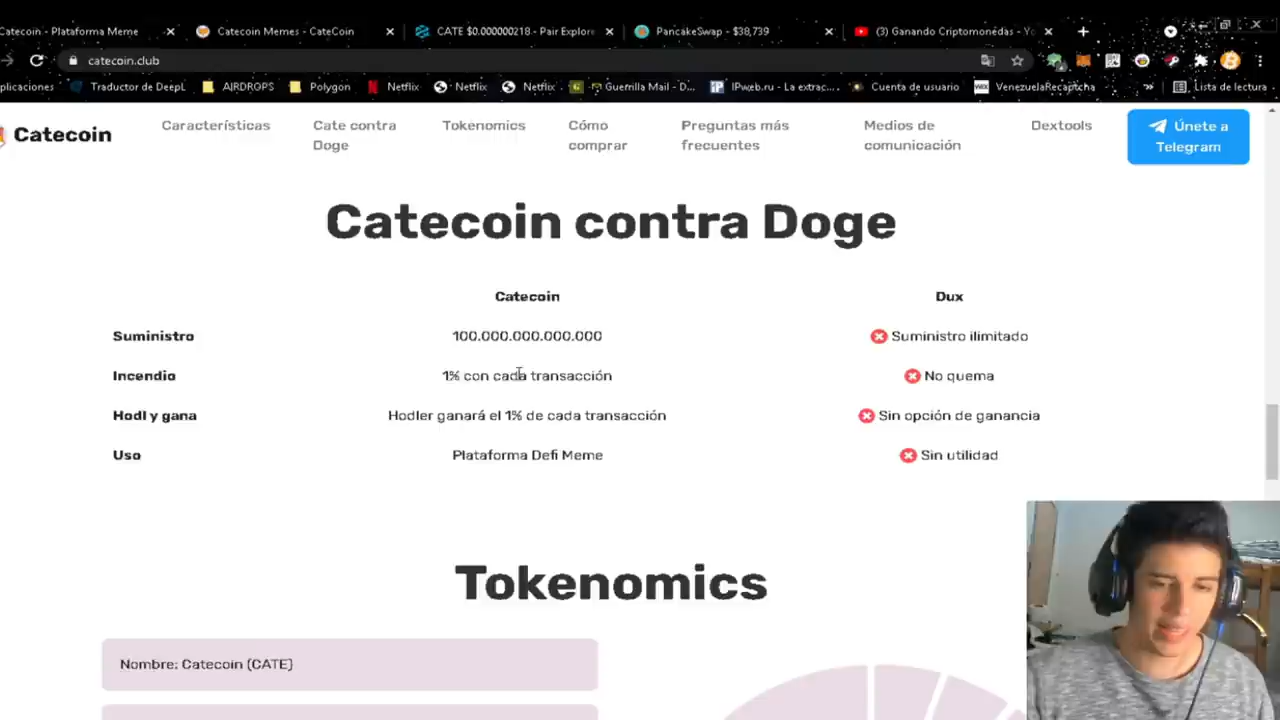 Catecoin - Plataforma Meme
Catecoin Memes - CateCoin
CATE $0.000000218 - Pair Explore
PancakeSwap - $38,739
(3) Ganando Criptomonedas - Yo
catecoin.club
plicaciones
Traductor de DeepL
AIRDROPS
Polygon
Netflix
Netflix
Netflix
Guerrilla Mail - D...
IPweb.ru - La extrac...
Cuenta de usuario
VenezuelaRecaptcha
»
Lista de lectura
Catecoin
Características
Cate contra
Doge
Tokenomics
Cómo
comprar
Preguntas más
frecuentes
Medios de
comunicación
Dextools
Únete a
Telegram
Catecoin contra Doge
Catecoin
Dux
Suministro
100.000.000.000.000
Suministro ilimitado
Incendio
1% con cada transacción
No quema
Hodl y gana
Hodler ganará el 1% de cada transacción
Sin opción de ganancia
Uso
Plataforma Defi Meme
Sin utilidad
Tokenomics
Nombre: Catecoin (CATE)